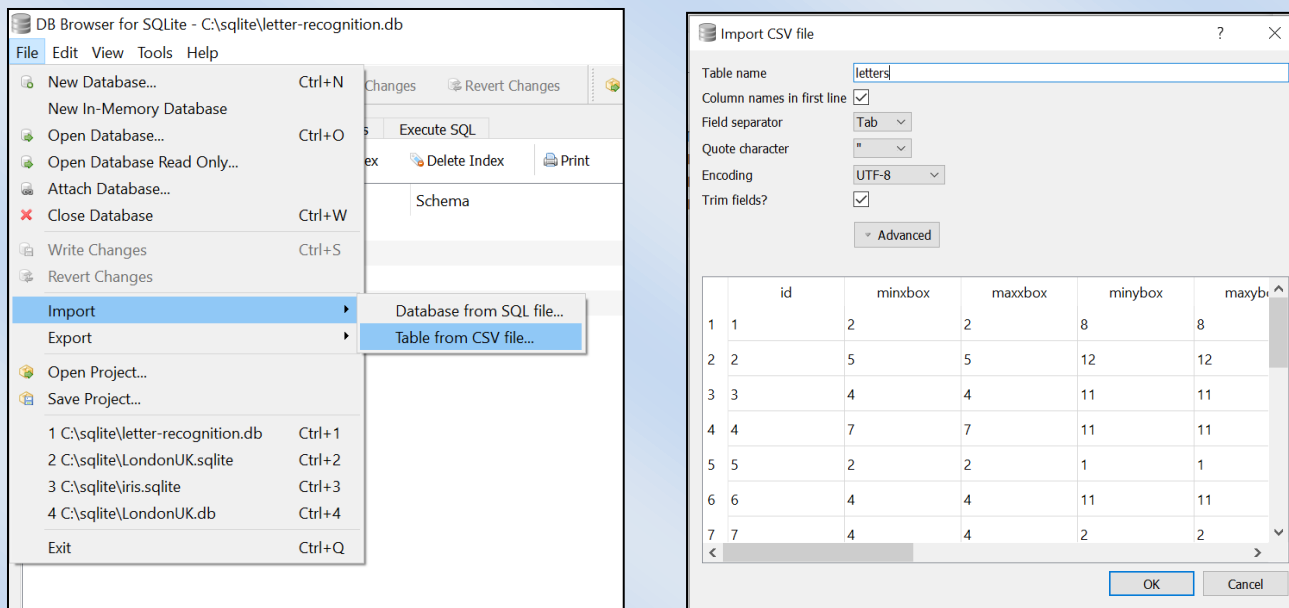 DB Browser for SQLite - C:\sqlite\letter-recognition.db
File Edit View Tools Help
New Database... Ctrl+N
Changes Revert Changes
New In-Memory Database
Open Database... Ctrl+O
s Execute SQL
Open Database Read Only...
ex Delete Index Print
Attach Database...
Close Database Ctrl+W
Schema
Write Changes Ctrl+S
Revert Changes
Import
Database from SQL file...
Export
Table from CSV file...
Open Project...
Save Project...
1 C:\sqlite\letter-recognition.db Ctrl+1
2 C:\sqlite\LondonUK.sqlite Ctrl+2
3 C:\sqlite\iris.sqlite Ctrl+3
4 C:\sqlite\LondonUK.db Ctrl+4
Exit Ctrl+Q
Import CSV file ?
Table name letters
Column names in first line
Field separator Tab
Quote character "
Encoding UTF-8
Trim fields?
Advanced
id minxbox maxxbox minybox maxyb
1 1 2 2 8 8
2 2 5 5 12 12
3 3 4 4 11 11
4 4 7 7 11 11
5 5 2 2 1 1
6 6 4 4 11 11
7 7 4 4 2 2
OK Cancel